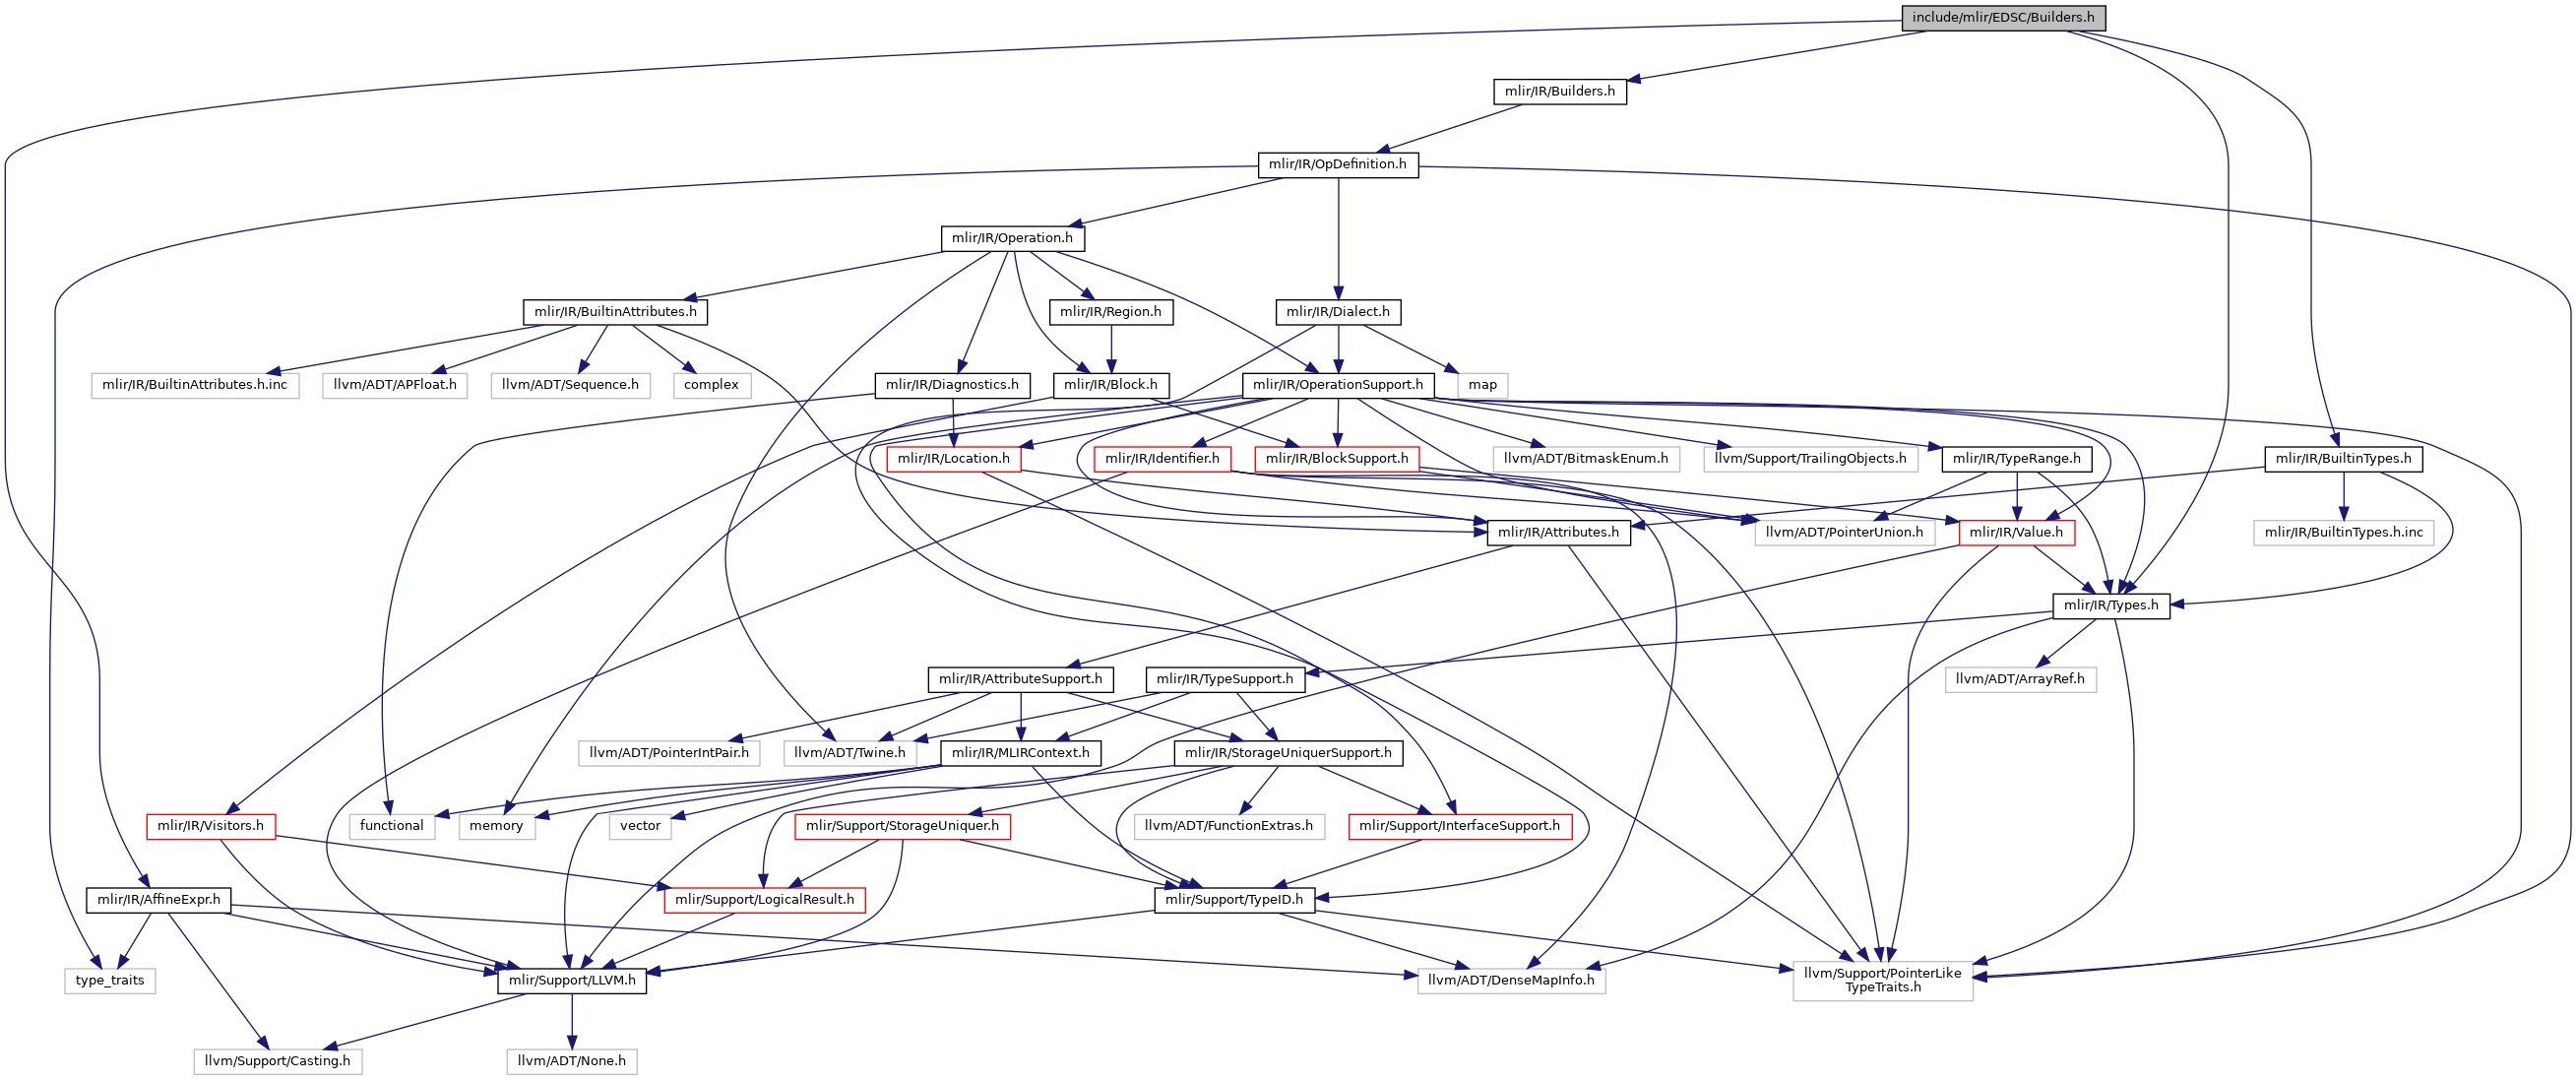 include/mlir/EDSC/Builders.h
mlir/IR/Builders.h
mlir/IR/OpDefinition.h
mlir/IR/Operation.h
mlir/IR/BuiltinAttributes.h
mlir/IR/Region.h
mlir/IR/Dialect.h
mlir/IR/BuiltinAttributes.h.inc
llvm/ADT/APFloat.h
llvm/ADT/Sequence.h
complex
mlir/IR/Diagnostics.h
mlir/IR/Block.h
mlir/IR/OperationSupport.h
map
mlir/IR/Location.h
mlir/IR/Identifier.h
mlir/IR/BlockSupport.h
llvm/ADT/BitmaskEnum.h
llvm/Support/TrailingObjects.h
mlir/IR/TypeRange.h
mlir/IR/BuiltinTypes.h
mlir/IR/Attributes.h
llvm/ADT/PointerUnion.h
mlir/IR/Value.h
mlir/IR/BuiltinTypes.h.inc
mlir/IR/Types.h
mlir/IR/AttributeSupport.h
mlir/IR/TypeSupport.h
llvm/ADT/ArrayRef.h
llvm/ADT/PointerIntPair.h
llvm/ADT/Twine.h
mlir/IR/MLIRContext.h
mlir/IR/StorageUniquerSupport.h
mlir/IR/Visitors.h
functional
memory
vector
mlir/Support/StorageUniquer.h
llvm/ADT/FunctionExtras.h
mlir/Support/InterfaceSupport.h
mlir/IR/AffineExpr.h
mlir/Support/LogicalResult.h
mlir/Support/TypeID.h
type_traits
mlir/Support/LLVM.h
llvm/ADT/DenseMapInfo.h
llvm/Support/PointerLike
TypeTraits.h
llvm/Support/Casting.h
llvm/ADT/None.h